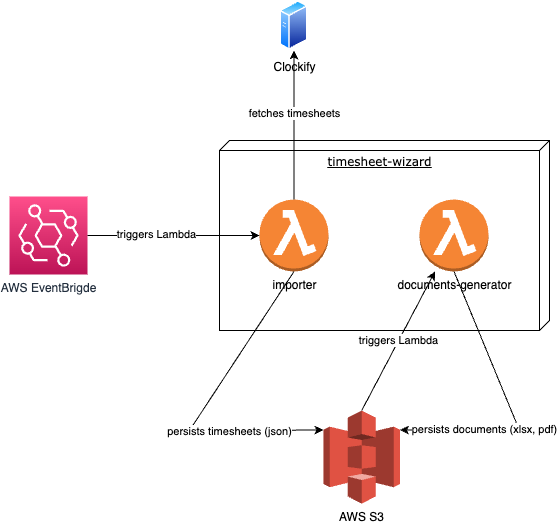 Clockify
fetches timesheets
timesheet-wizard
triggers Lambda
AWS EventBrigde
importer
documents-generator
triggers Lambda
persists timesheets (json)
persists documents (xlsx, pdf)
AWS S3